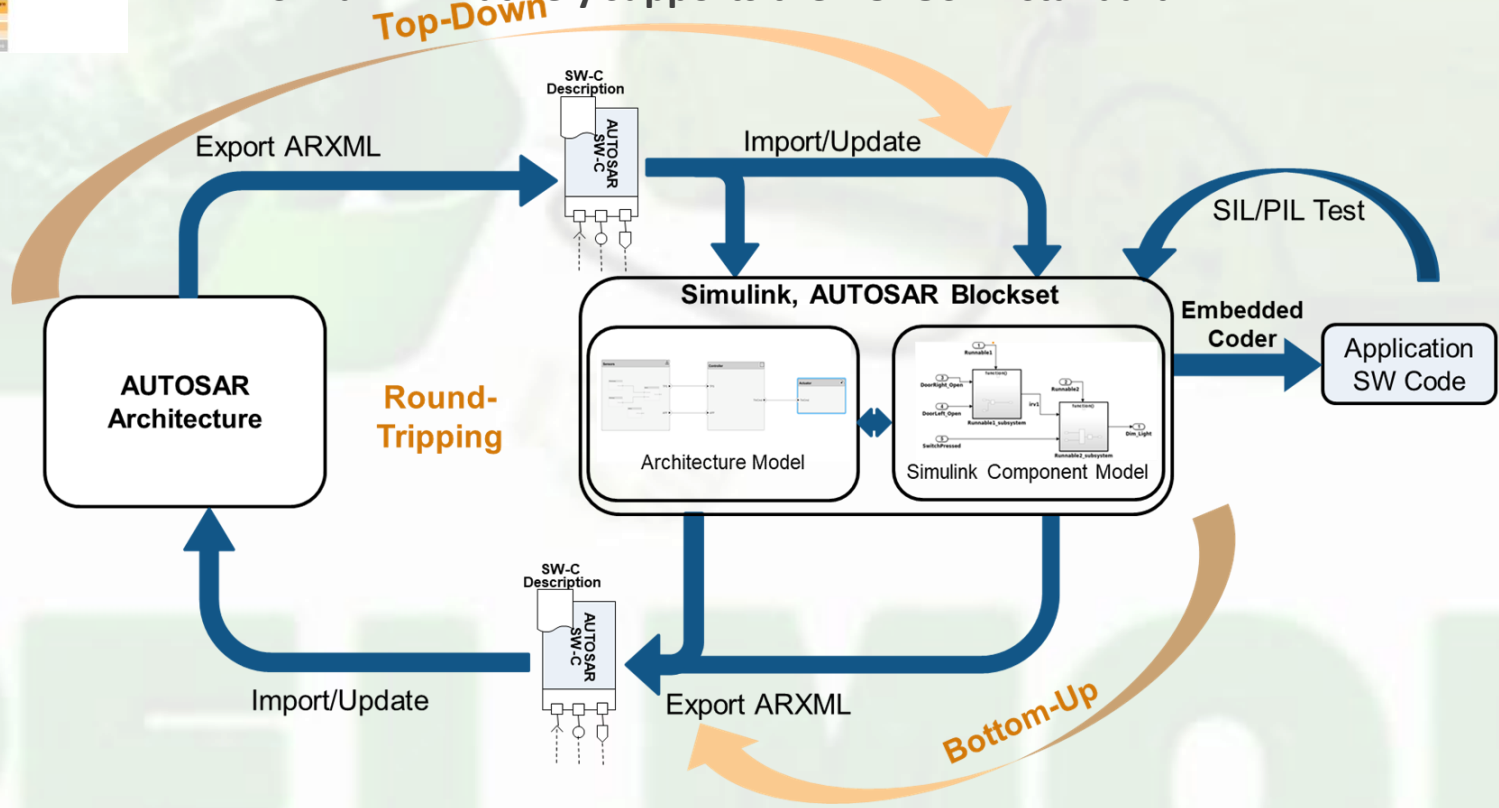 Top-Down
SW-C
Description
AUTOSAR
SW-C
Export ARXML
Import/Update
SIL/PIL Test
Simulink, AUTOSAR Blockset
Embedded
Coder
Application
SW Code
AUTOSAR
Architecture
Round-
Tripping
Architecture Model
Runnable1
function()
DoorRight_Open
DoorLeft_Open
Runnable1_subsystem
irv1
Runnable2
function()
SwitchPressed
Runnable2_subsystem
Dim_Light
Simulink Component Model
SW-C
Description
AUTOSAR
SW-C
Import/Update
Export ARXML
Bottom-Up